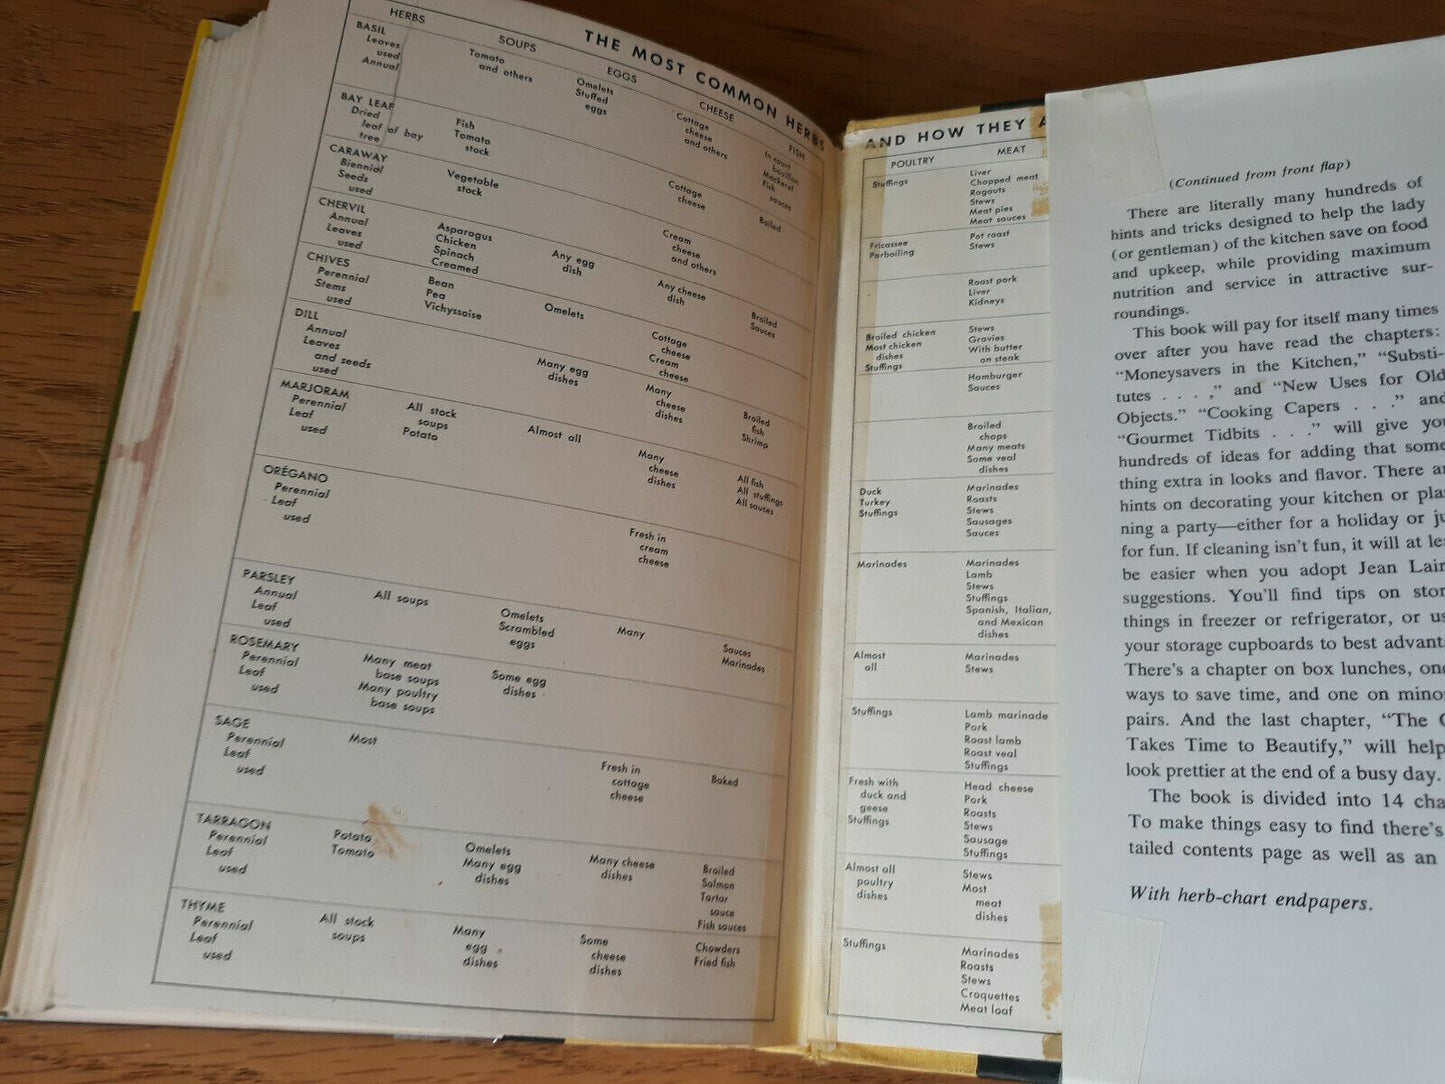 THE MOST COMMON HERBS
HERBS
SOUPS
EGGS
CHEESE
FISH
BASIL
Leaves
used
Annual
Tomato
and others
Omelets
Stuffed
eggs
Cottage
cheese
and others
In court
bouillon
Mackerel
Fish
sauces
BAY LEAF
Dried
leaf of bay
tree
Fish
Tomato
stock
Cottage
cheese
Boiled
CARAWAY
Biennial
Seeds
used
Vegetable
stock
Cream
cheese
and others
CHERVIL
Annual
Leaves
used
Asparagus
Chicken
Spinach
Creamed
Any egg
dish
Any cheese
dish
Broiled
Sauces
CHIVES
Perennial
Stems
used
Bean
Pea
Vichyssoise
Omelets
Cottage
cheese
Cream
cheese
DILL
Annual
Leaves
and seeds
used
Many egg
dishes
Many
cheese
dishes
Broiled
fish
Shrimp
MARJORAM
Perennial
Leaf
used
All stock
soups
Potato
Almost all
Many
cheese
dishes
All fish
All stuffings
All sauces
ORÉGANO
Perennial
Leaf
used
Fresh in
cream
cheese
PARSLEY
Annual
Leaf
used
All soups
Omelets
Scrambled
eggs
Many
Sauces
Marinades
ROSEMARY
Perennial
Leaf
used
Many meat
base soups
Many poultry
base soups
Some egg
dishes
SAGE
Perennial
Leaf
used
Most
Fresh in
cottage
cheese
Baked
TARRAGON
Perennial
Leaf
used
Potato
Tomato
Omelets
Many egg
dishes
Many cheese
dishes
Broiled
Salmon
Tartar
sauce
Fish sauces
THYME
Perennial
Leaf
used
All stock
soups
Many
egg
dishes
Some
cheese
dishes
Chowders
Fried fish
AND HOW THEY A
POULTRY
MEAT
Stuffings
Liver
Chopped meat
Ragouts
Stews
Meat pies
Meat sauces
Fricassee
Parboiling
Pot roast
Stews
Roast pork
Liver
Kidneys
Broiled chicken
Most chicken
dishes
Stuffings
Stews
Gravies
With butter
on steak
Hamburger
Sauces
Broiled
chops
Many meats
Some veal
dishes
Duck
Turkey
Stuffings
Marinades
Roasts
Stews
Sausages
Sauces
Marinades
Marinades
Lamb
Stews
Stuffings
Spanish, Italian,
and Mexican
dishes
Almost
all
Marinades
Stews
Stuffings
Lamb marinade
Pork
Roast lamb
Roast veal
Stuffings
Fresh with
duck and
geese
Stuffings
Head cheese
Pork
Roasts
Stews
Sausage
Stuffings
Almost all
poultry
dishes
Stews
Most
meat
dishes
Stuffings
Marinades
Roasts
Stews
Croquettes
Meat loaf
(Continued from front flap)
There are literally many hundreds of
hints and tricks designed to help the lady
(or gentleman) of the kitchen save on food
and upkeep, while providing maximum
nutrition and service in attractive sur-
roundings.
This book will pay for itself many times
over after you have read the chapters:
"Moneysavers in the Kitchen," "Substi-
tutes . . . ," and "New Uses for Old
Objects." "Cooking Capers . . ." and
"Gourmet Tidbits . . ." will give you
hundreds of ideas for adding that some-
thing extra in looks and flavor. There ar
hints on decorating your kitchen or plan
ning a party—either for a holiday or ju
for fun. If cleaning isn't fun, it will at lea
be easier when you adopt Jean Lair
suggestions. You'll find tips on stor
things in freezer or refrigerator, or us
your storage cupboards to best advant
There's a chapter on box lunches, one
ways to save time, and one on mino
pairs. And the last chapter, "The C
Takes Time to Beautify," will help
look prettier at the end of a busy day.
The book is divided into 14 cha
To make things easy to find there's
tailed contents page as well as an
With herb-chart endpapers.